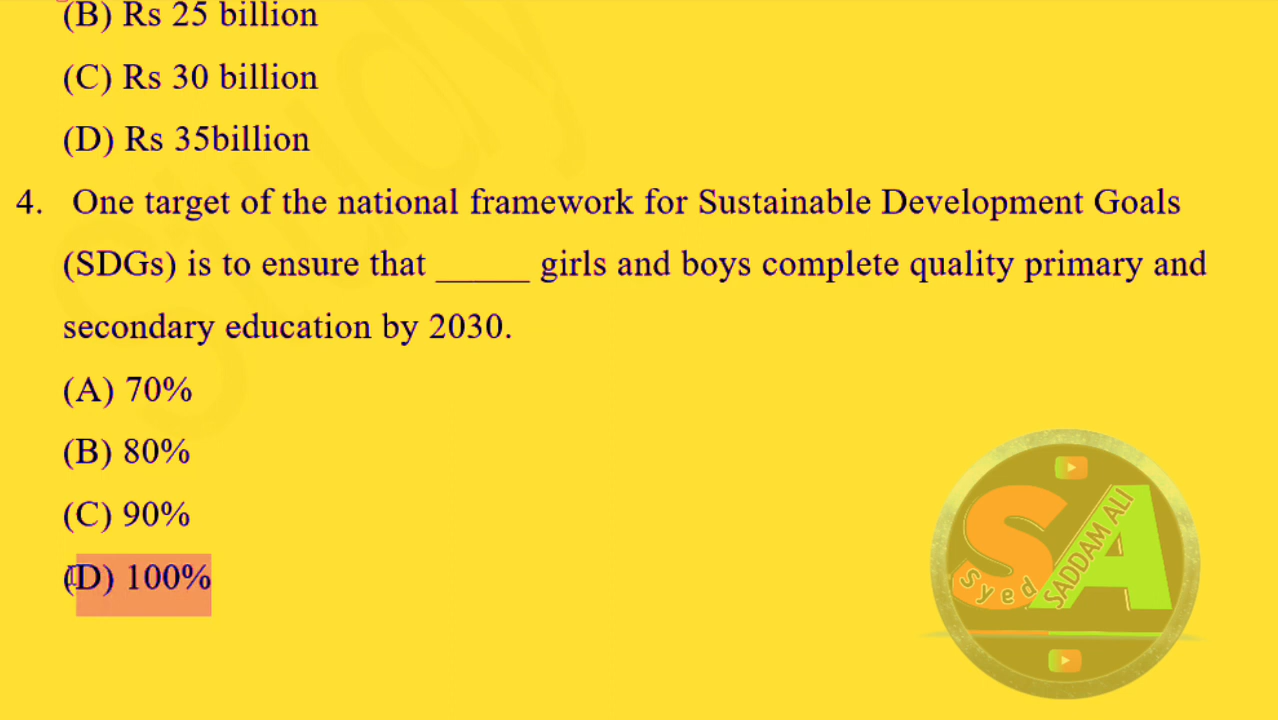 (B) Rs 25 billion
(C) Rs 30 billion
(D) Rs 35billion
4. One target of the national framework for Sustainable Development Goals
(SDGs) is to ensure that _____ girls and boys complete quality primary and
secondary education by 2030.
(A) 70%
(B) 80%
(C) 90%
(D) 100%
SA
Syed
SADDAM ALI
Study